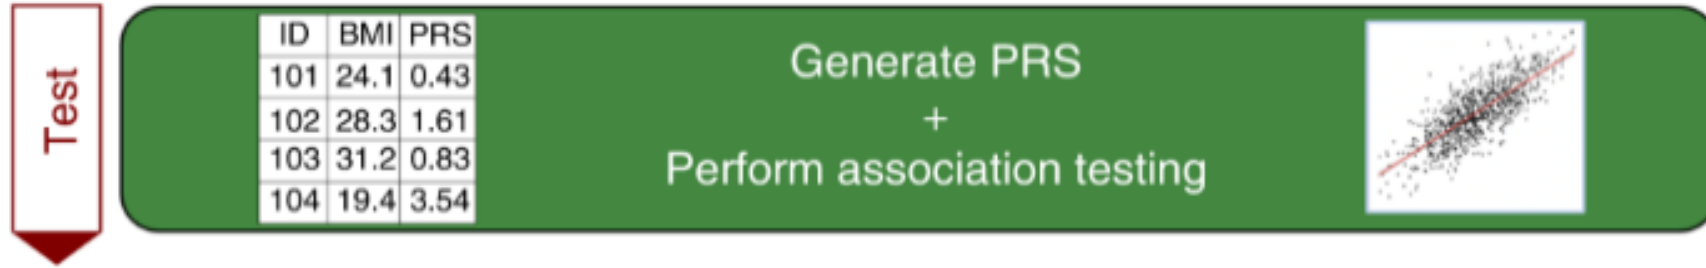 Test
ID BMI PRS
101 24.1 0.43
102 28.3 1.61
103 31.2 0.83
104 19.4 3.54
Generate PRS
+
Perform association testing